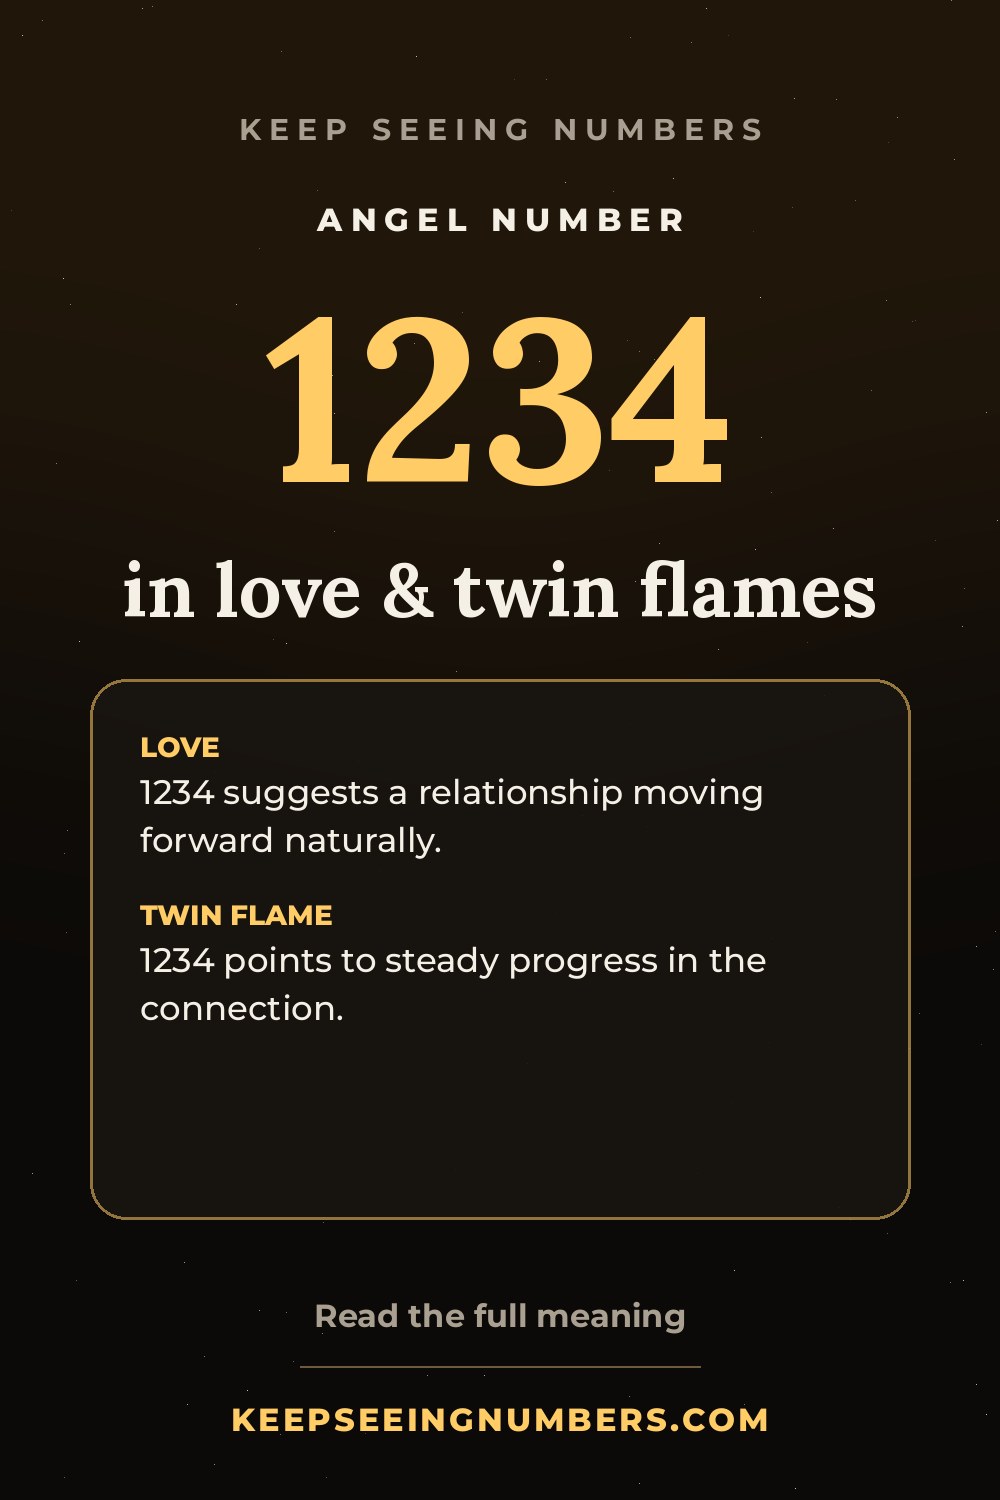 KEEP SEEING NUMBERS
ANGEL NUMBER
1234
in love & twin flames
LOVE
1234 suggests a relationship moving
forward naturally.
TWIN FLAME
1234 points to steady progress in the
connection.
Read the full meaning
KEEPSEEINGNUMBERS.COM